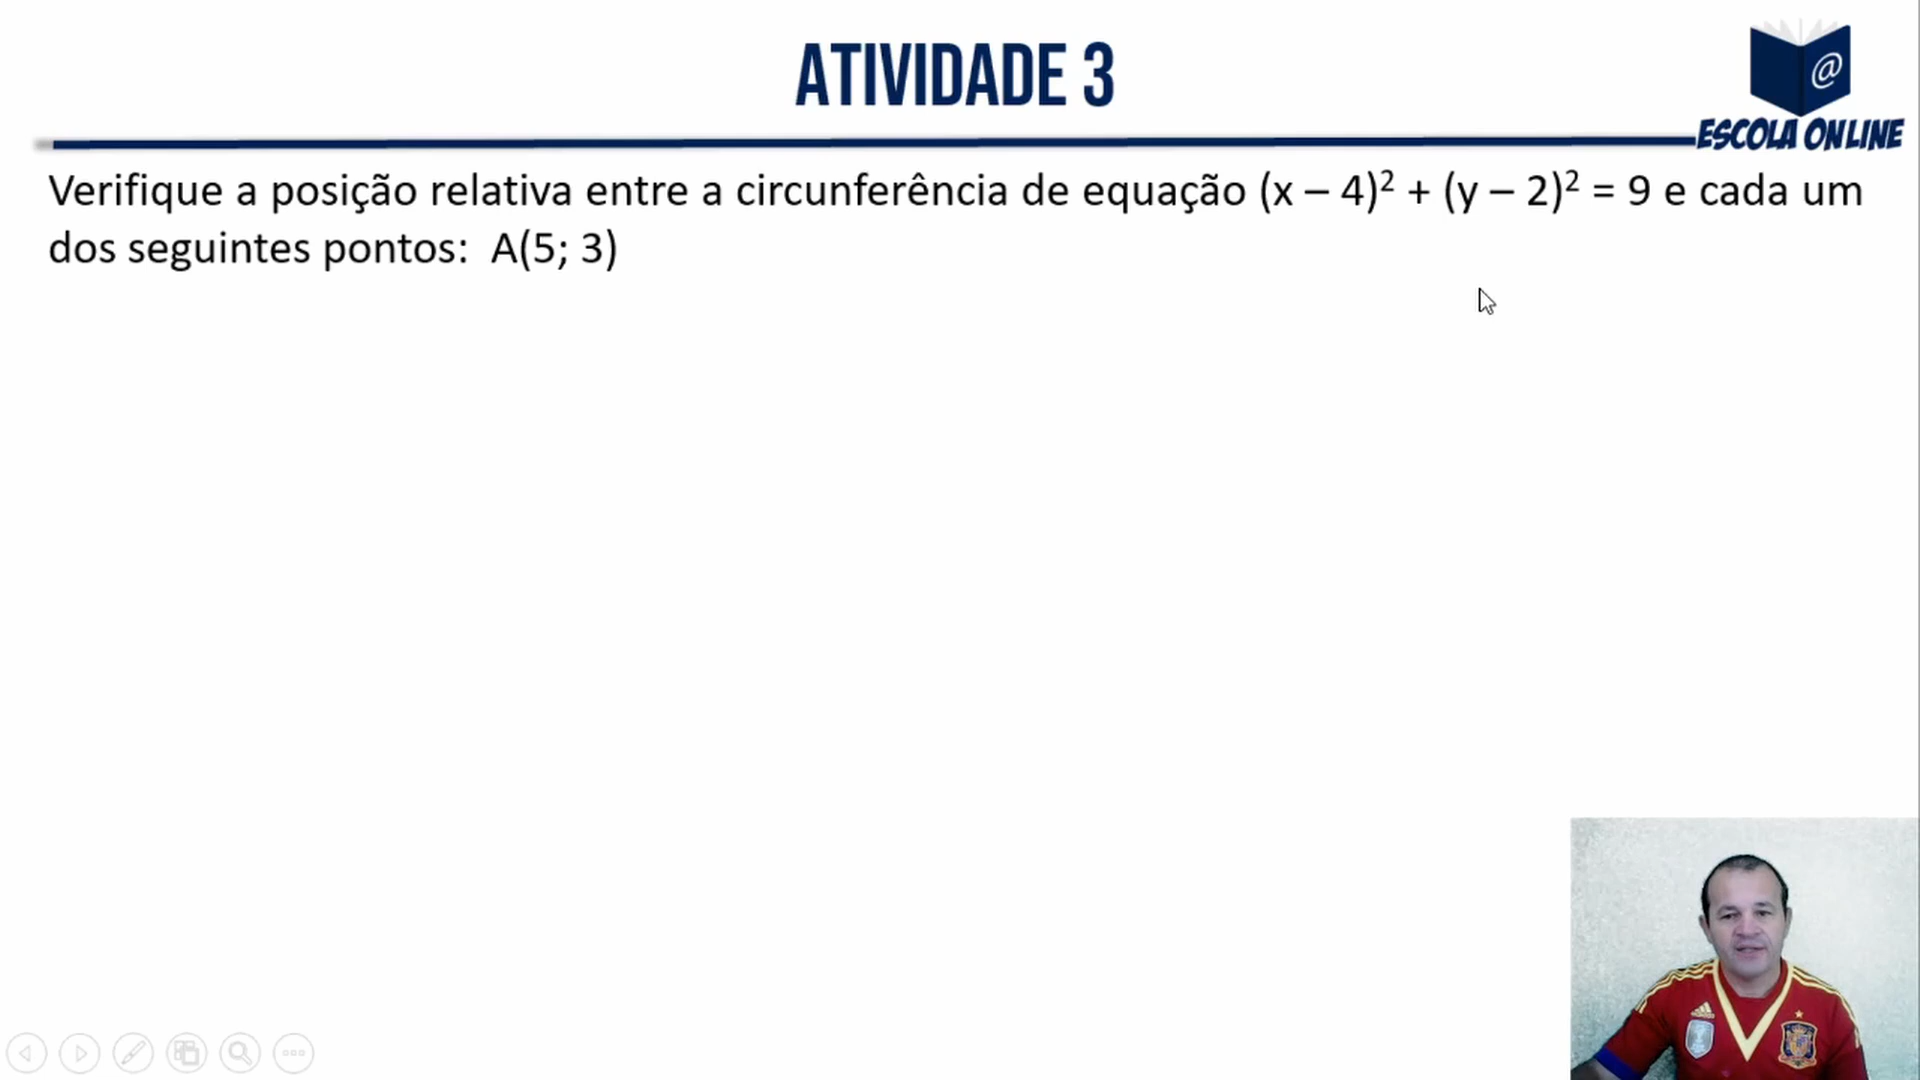 ATIVIDADE 3
@
ESCOLA ONLINE
Verifique a posição relativa entre a circunferência de equação (x – 4)² + (y – 2)² = 9 e cada um
dos seguintes pontos: A(5; 3)